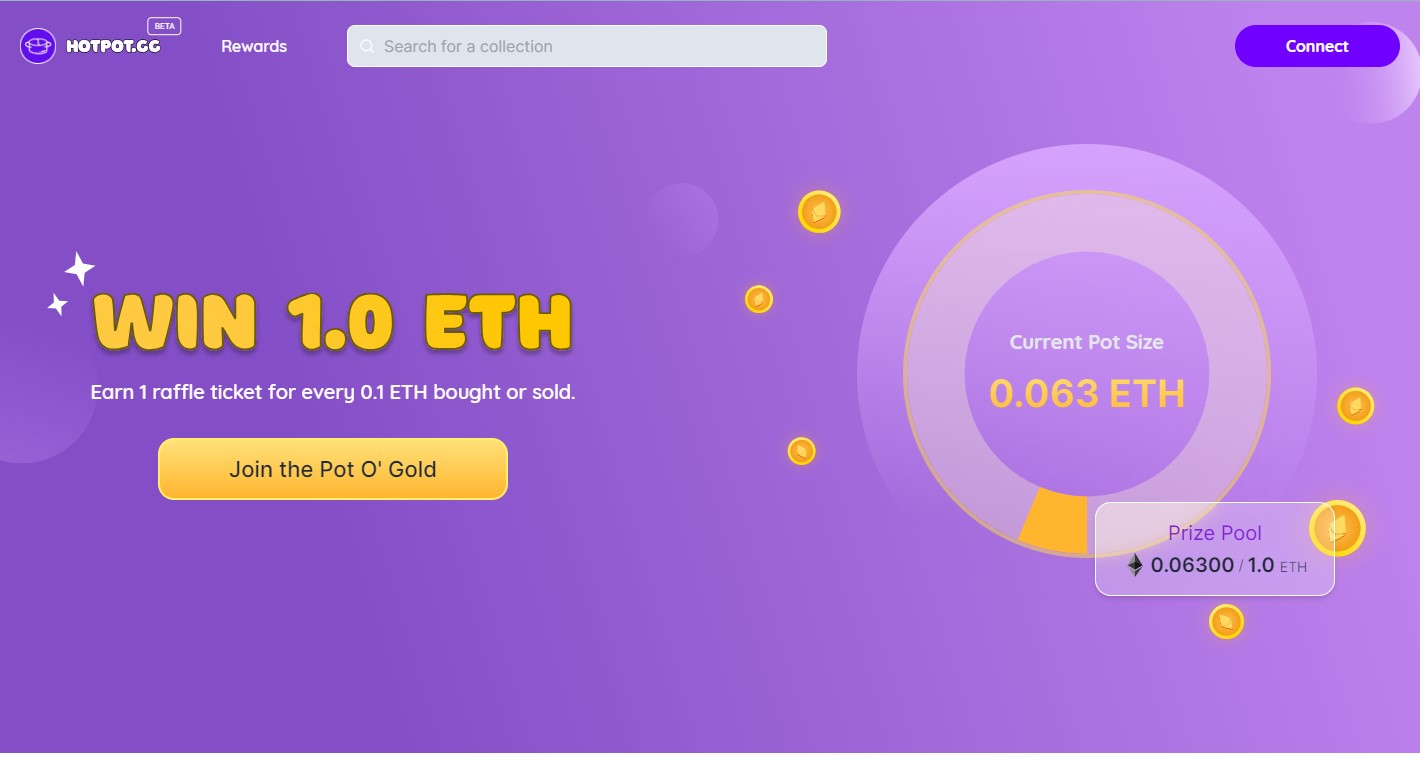 BETA
HOTPOT.GG
Rewards
Search for a collection
Connect
WIN 1.0 ETH
Earn 1 raffle ticket for every 0.1 ETH bought or sold.
Join the Pot O' Gold
Current Pot Size
0.063 ETH
Prize Pool
0.06300 / 1.0 ETH